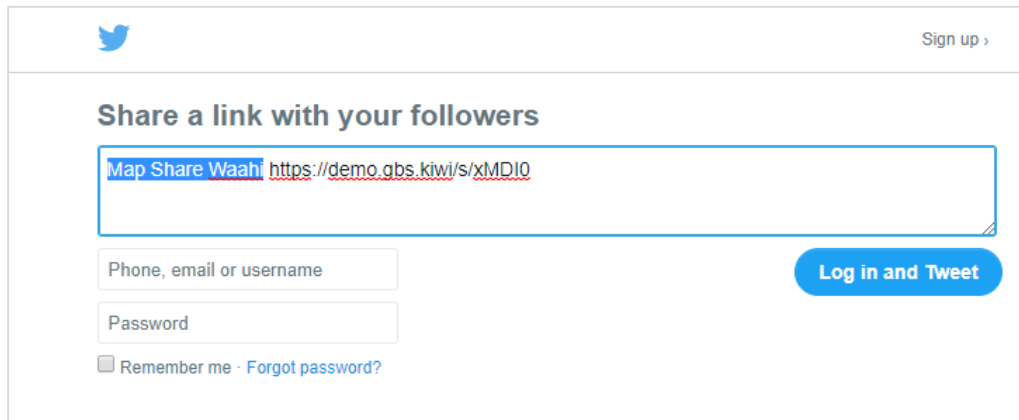 Sign up ›
Share a link with your followers
Map Share Waahi https://demo.gbs.kiwi/s/xMDI0
Phone, email or username
Log in and Tweet
Password
Remember me · Forgot password?